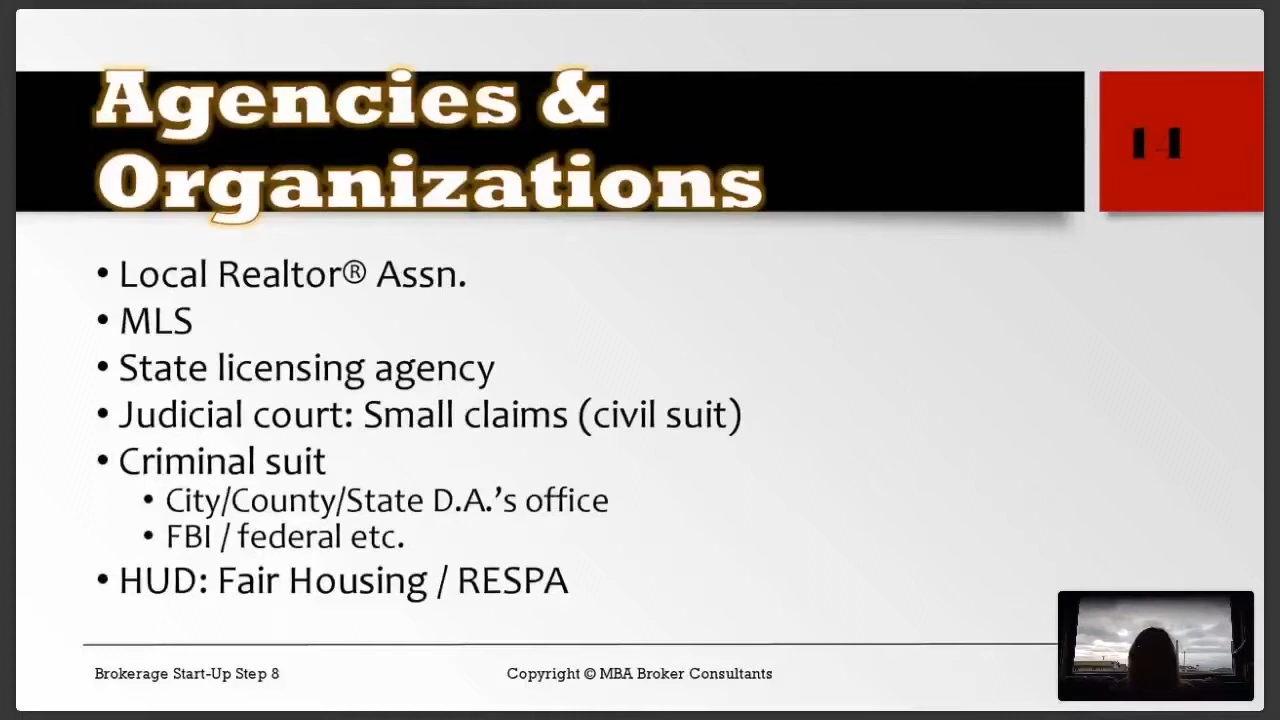 Agencies &
Organizations
• Local Realtor® Assn.
• MLS
• State licensing agency
• Judicial court: Small claims (civil suit)
• Criminal suit
• City/County/State D.A.’s office
• FBI / federal etc.
• HUD: Fair Housing / RESPA
Brokerage Start-Up Step 8
Copyright © MBA Broker Consultants